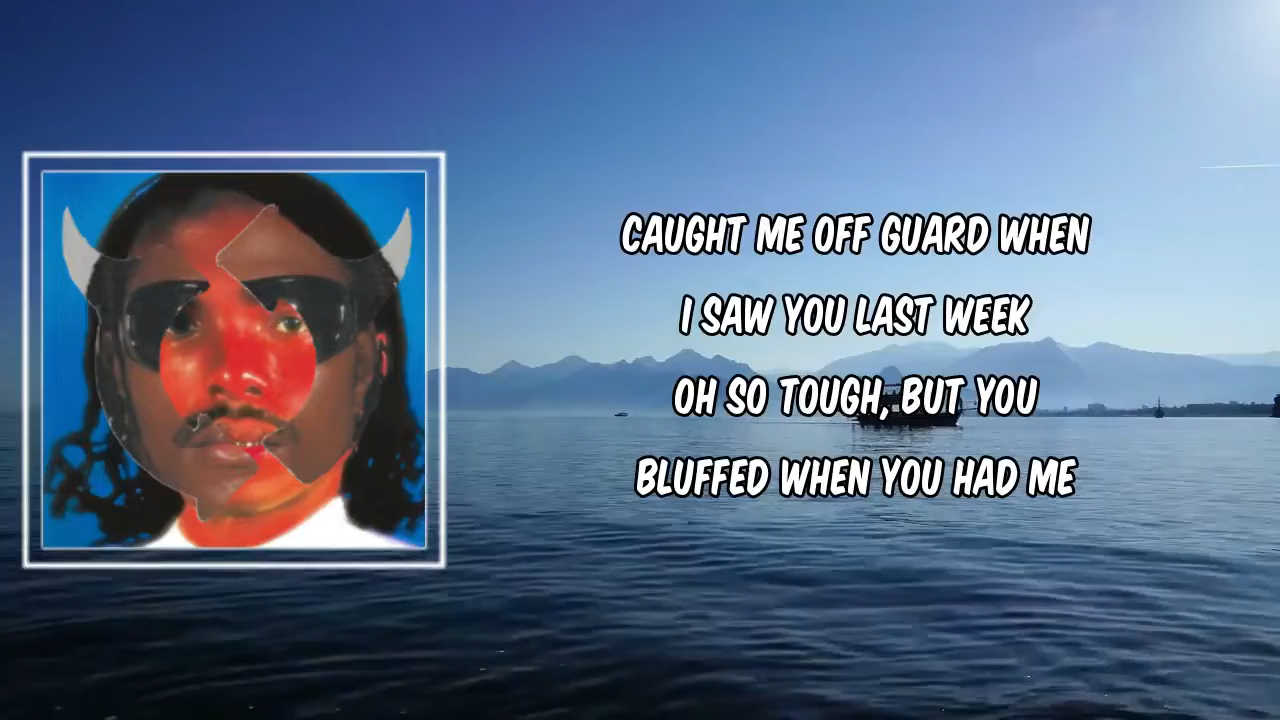 CAUGHT ME OFF GUARD WHEN
I SAW YOU LAST WEEK
OH SO TOUGH, BUT YOU
BLUFFED WHEN YOU HAD ME